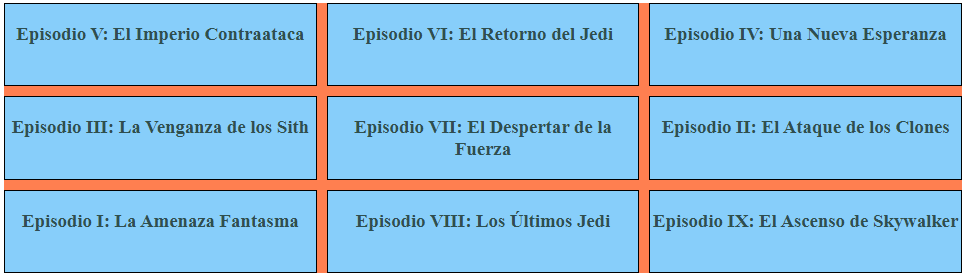 Episodio V: El Imperio Contraataca
Episodio VI: El Retorno del Jedi
Episodio IV: Una Nueva Esperanza
Episodio III: La Venganza de los Sith
Episodio VII: El Despertar de la
Fuerza
Episodio II: El Ataque de los Clones
Episodio I: La Amenaza Fantasma
Episodio VIII: Los Últimos Jedi
Episodio IX: El Ascenso de Skywalker